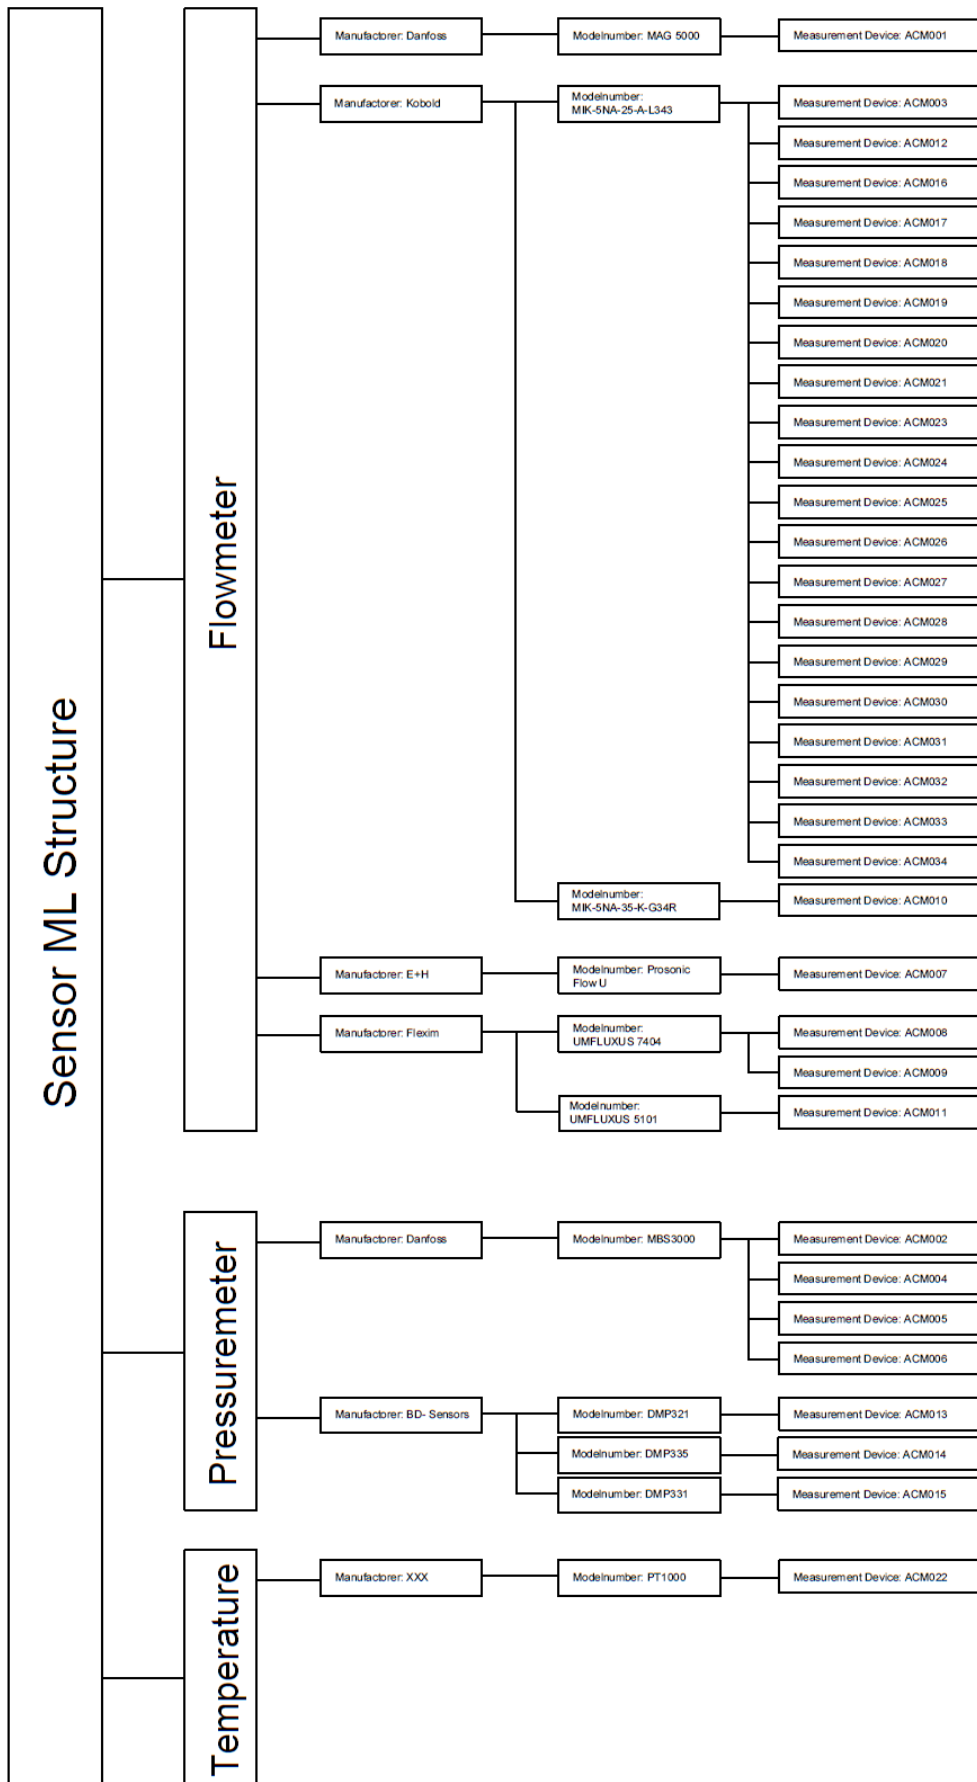 Sensor ML Structure
Flowmeter
Manufactorer: Danfoss
Modelnumber: MAG 5000
Measurement Device: ACM001
Manufactorer: Kobold
Modelnumber:
MIK-5NA-25-A-L343
Measurement Device: ACM003
Measurement Device: ACM012
Measurement Device: ACM016
Measurement Device: ACM017
Measurement Device: ACM018
Measurement Device: ACM019
Measurement Device: ACM020
Measurement Device: ACM021
Measurement Device: ACM023
Measurement Device: ACM024
Measurement Device: ACM025
Measurement Device: ACM026
Measurement Device: ACM027
Measurement Device: ACM028
Measurement Device: ACM029
Measurement Device: ACM030
Measurement Device: ACM031
Measurement Device: ACM032
Measurement Device: ACM033
Measurement Device: ACM034
Modelnumber:
MIK-5NA-35-K-G34R
Measurement Device: ACM010
Manufactorer: E+H
Modelnumber: Prosonic
Flow U
Measurement Device: ACM007
Manufactorer: Flexim
Modelnumber:
UMFLUXUS 7404
Measurement Device: ACM008
Measurement Device: ACM009
Modelnumber:
UMFLUXUS 5101
Measurement Device: ACM011
Pressuremeter
Manufactorer: Danfoss
Modelnumber: MBS3000
Measurement Device: ACM002
Measurement Device: ACM004
Measurement Device: ACM005
Measurement Device: ACM006
Manufactorer: BD- Sensors
Modelnumber: DMP321
Measurement Device: ACM013
Modelnumber: DMP335
Measurement Device: ACM014
Modelnumber: DMP331
Measurement Device: ACM015
Temperature
Manufactorer: XXX
Modelnumber: PT1000
Measurement Device: ACM022